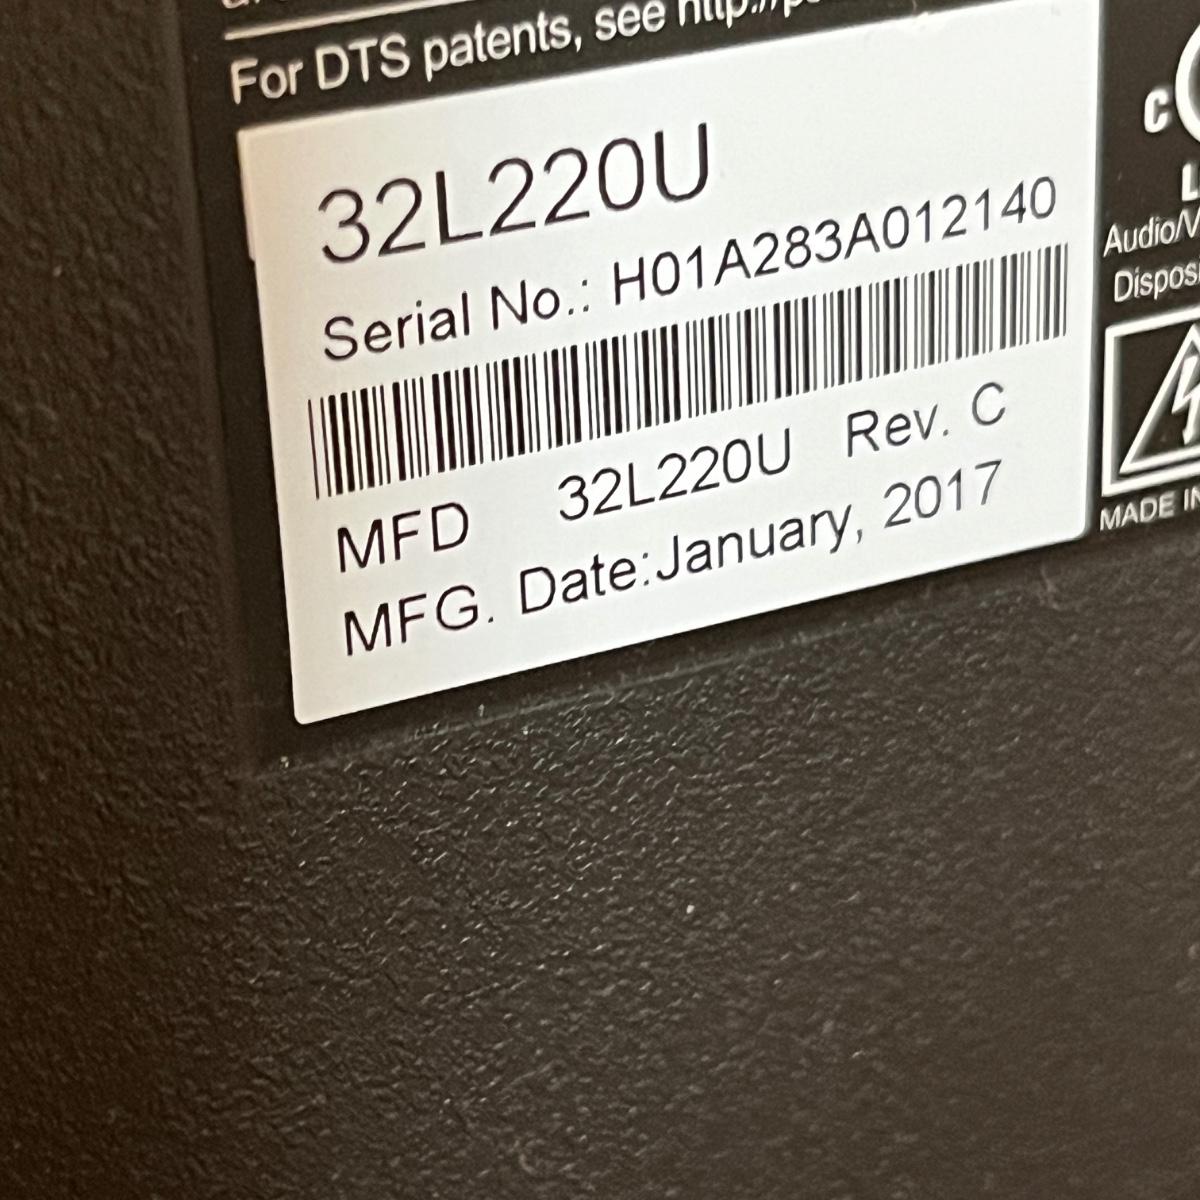 For DTS patents, see http://p
32L220U
Serial No.: H01A283A012140
MFD 32L220U Rev. C
MFG. Date:January, 2017
C
L
Audio/V
Dispos
MADE IN